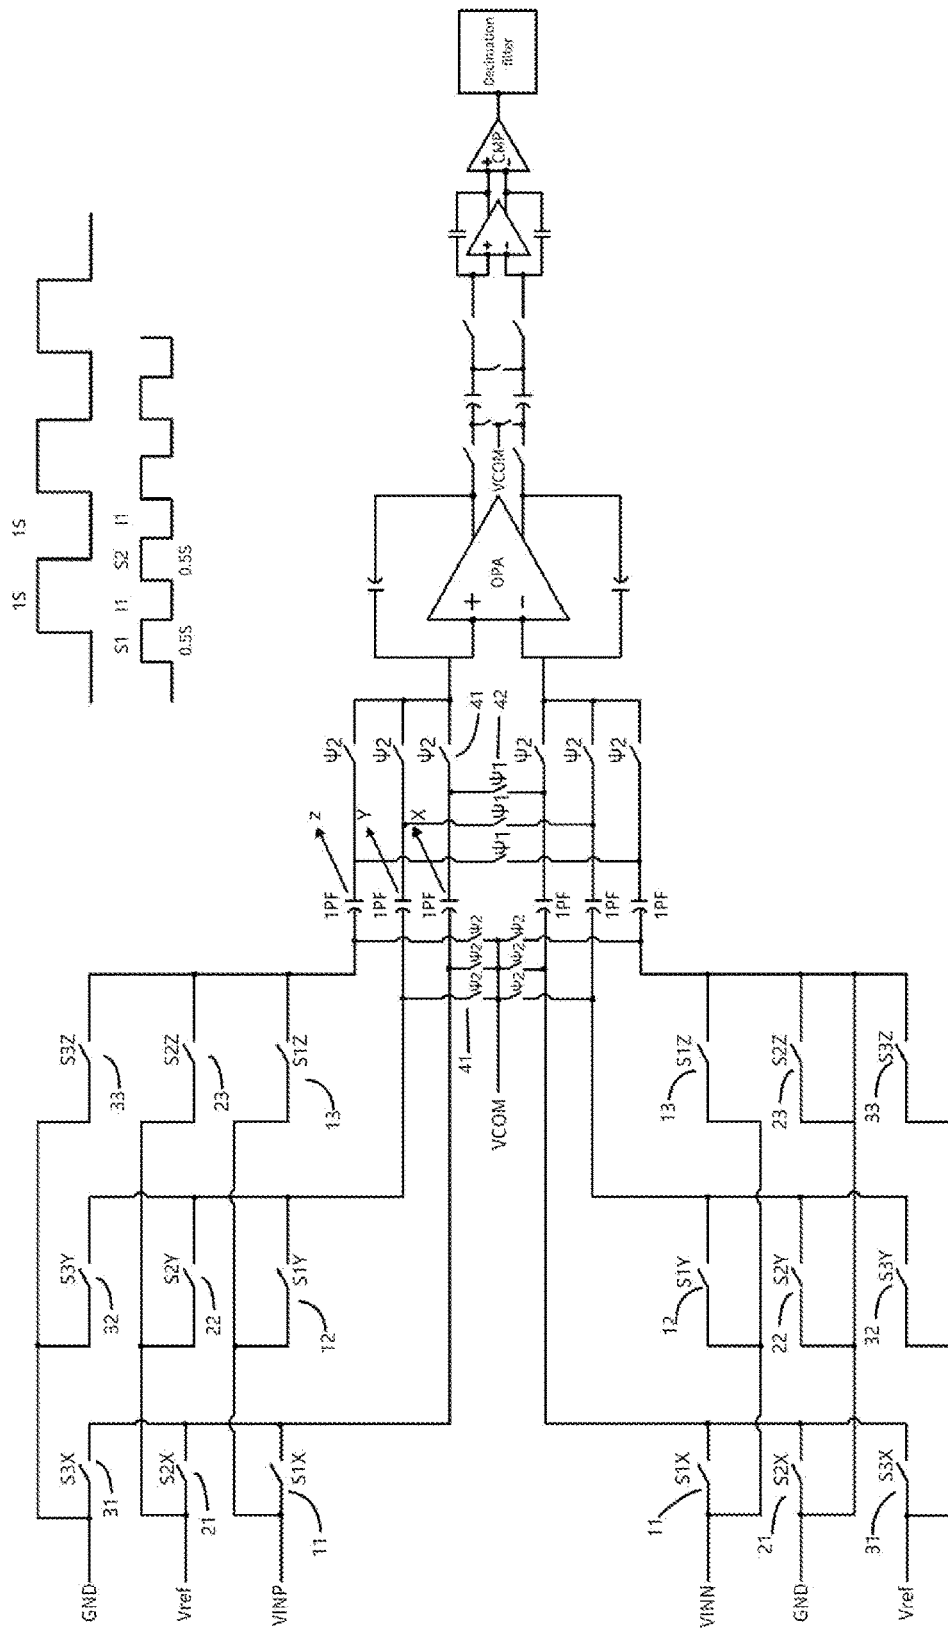 GND
S3X
31
S3Y
32
S3Z
33
1S
1S
S1
I1
S2
I1
0.5S
0.5S
Vref
S2X
21
S2Y
22
S2Z
23
VINP
S1X
11
S1Y
12
S1Z
13
1PF
Z
Ψ2
1PF
Y
Ψ2
1PF
X
Ψ2
41
42
41
Ψ2
Ψ2
Ψ2
Ψ1
Ψ1
Ψ1
VCOM
Ψ2
Ψ2
Ψ2
+
OPA
−
VCOM
+
−
+
CMP
−
Decimation
filter
1PF
Ψ2
1PF
Ψ2
1PF
Ψ2
VINN
S1X
11
S1Y
12
S1Z
13
GND
S2X
21
S2Y
22
S2Z
23
Vref
S3X
31
S3Y
32
S3Z
33